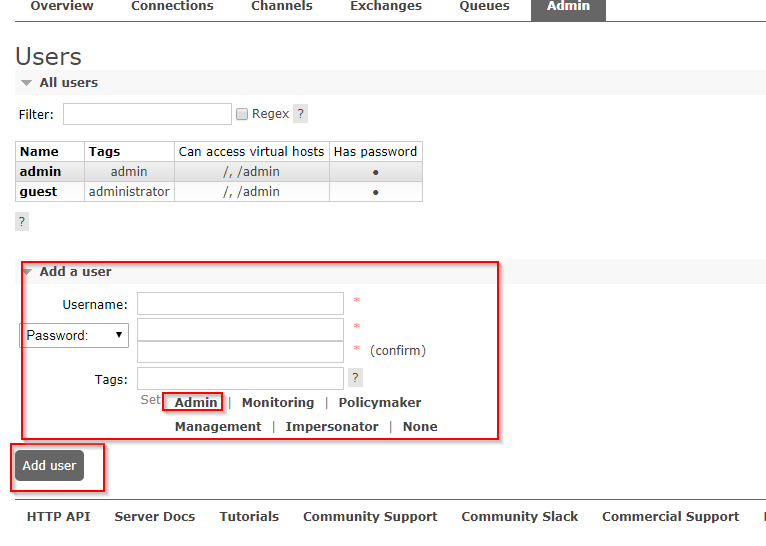 Overview Connections Channels Exchanges Queues Admin
Users
All users
Filter: Regex ?
Name Tags Can access virtual hosts Has password
admin admin /, /admin ●
guest administrator /, /admin ●
?
Add a user
Username: *
Password: *
* (confirm)
Tags: ?
Set Admin | Monitoring | Policymaker
Management | Impersonator | None
Add user
HTTP API Server Docs Tutorials Community Support Community Slack Commercial Support